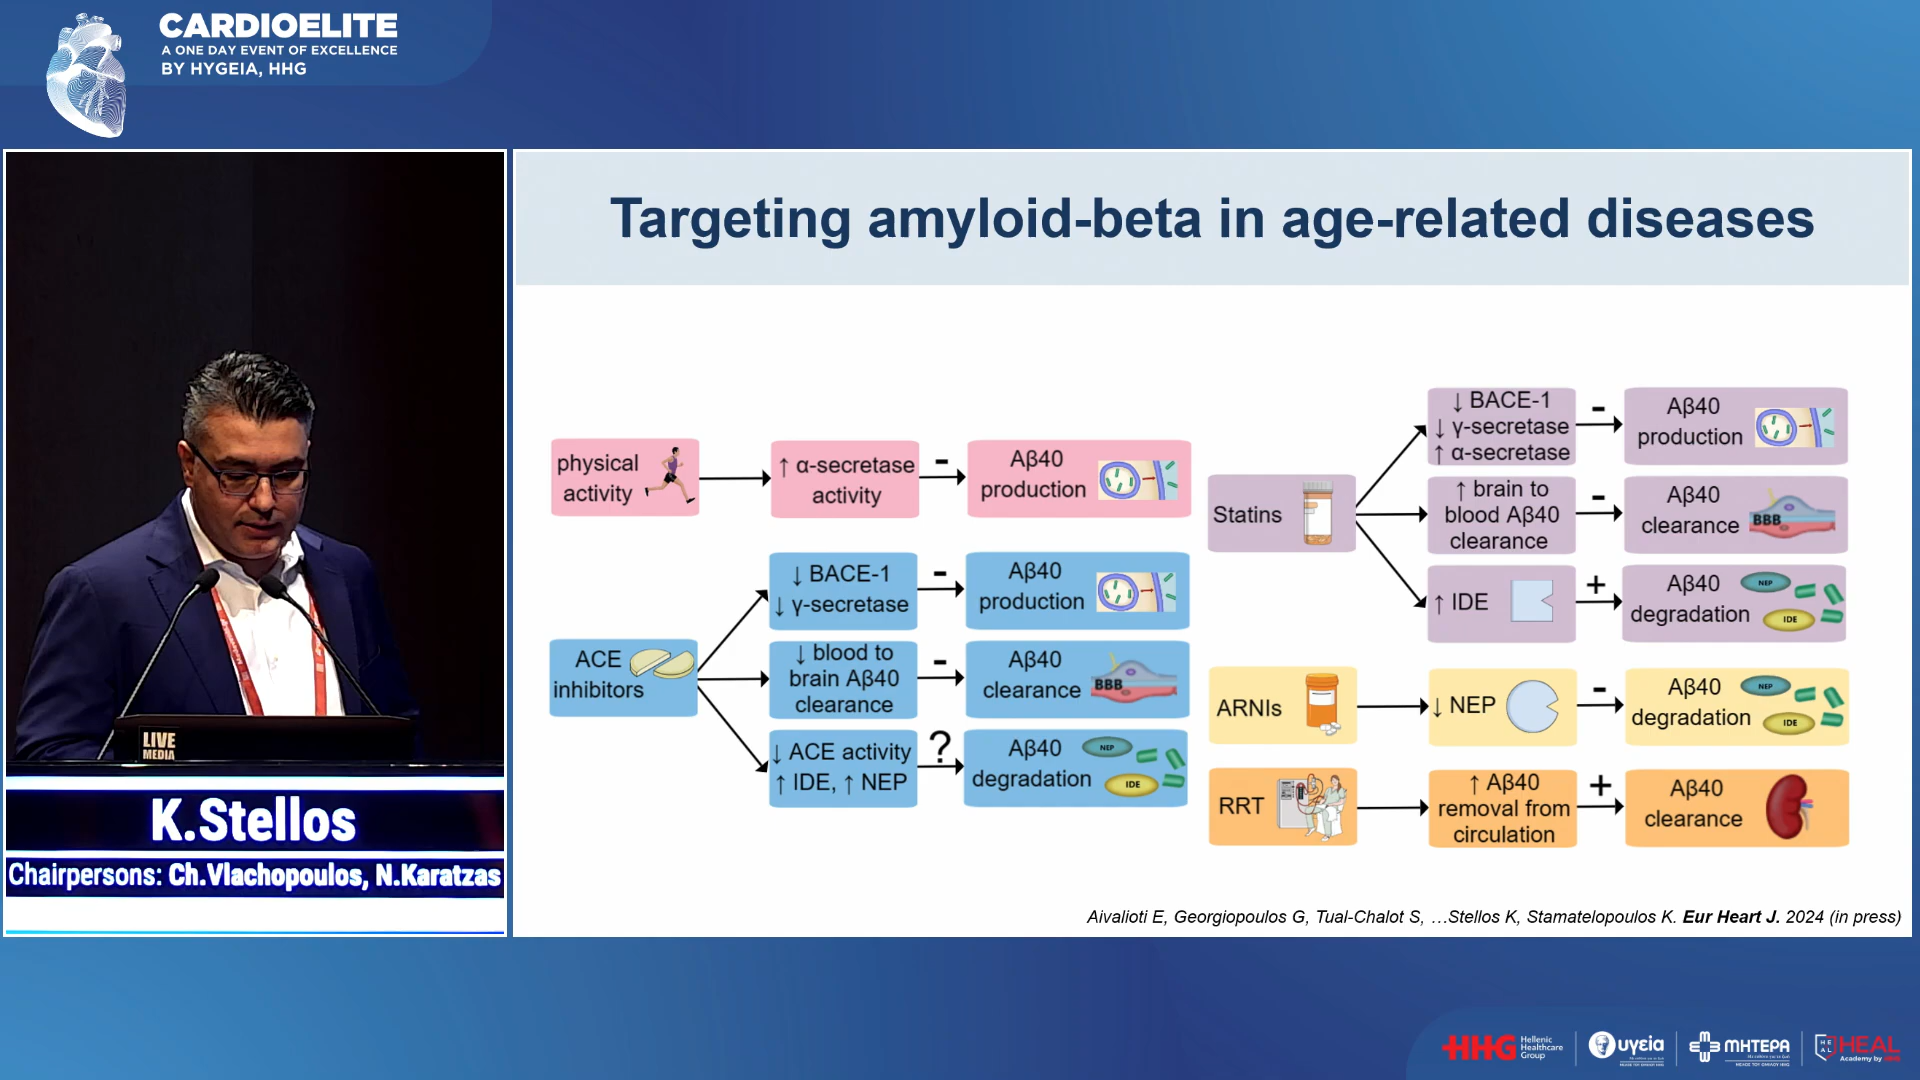 CARDIOELITE
A ONE DAY EVENT OF EXCELLENCE
BY HYGEIA, HHG
LIVE
MEDIA
K.Stellos
Chairpersons: Ch.Vlachopoulos, N.Karatzas
Targeting amyloid-beta in age-related diseases
physical
activity
↑ α-secretase
activity
-
Aβ40
production
ACE
inhibitors
↓ BACE-1
↓ γ-secretase
-
Aβ40
production
↓ blood to
brain Aβ40
clearance
-
Aβ40
clearance
BBB
↓ ACE activity
↑ IDE, ↑ NEP
?
Aβ40
degradation
NEP
IDE
Statins
↓ BACE-1
↓ γ-secretase
↑ α-secretase
-
Aβ40
production
↑ brain to
blood Aβ40
clearance
-
Aβ40
clearance
BBB
↑ IDE
+
Aβ40
degradation
NEP
IDE
ARNIs
↓ NEP
-
Aβ40
degradation
NEP
IDE
RRT
↑ Aβ40
removal from
circulation
+
Aβ40
clearance
Aivalioti E, Georgiopoulos G, Tual-Chalot S, …Stellos K, Stamatelopoulos K. Eur Heart J. 2024 (in press)
HHG
Hellenic
Healthcare
Group
υγεία
ΜΗΤΕΡΑ
HEAL
HEAL
Academy by